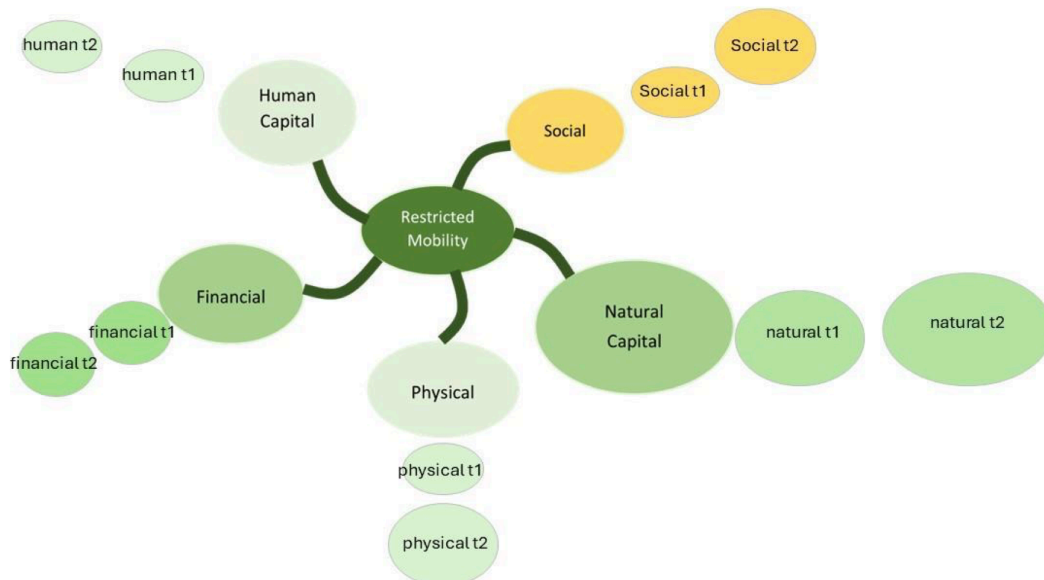 human t2
human t1
Human
Capital
Social t2
Social t1
Social
Restricted
Mobility
Financial
financial t1
financial t2
Natural
Capital
natural t1
natural t2
Physical
physical t1
physical t2